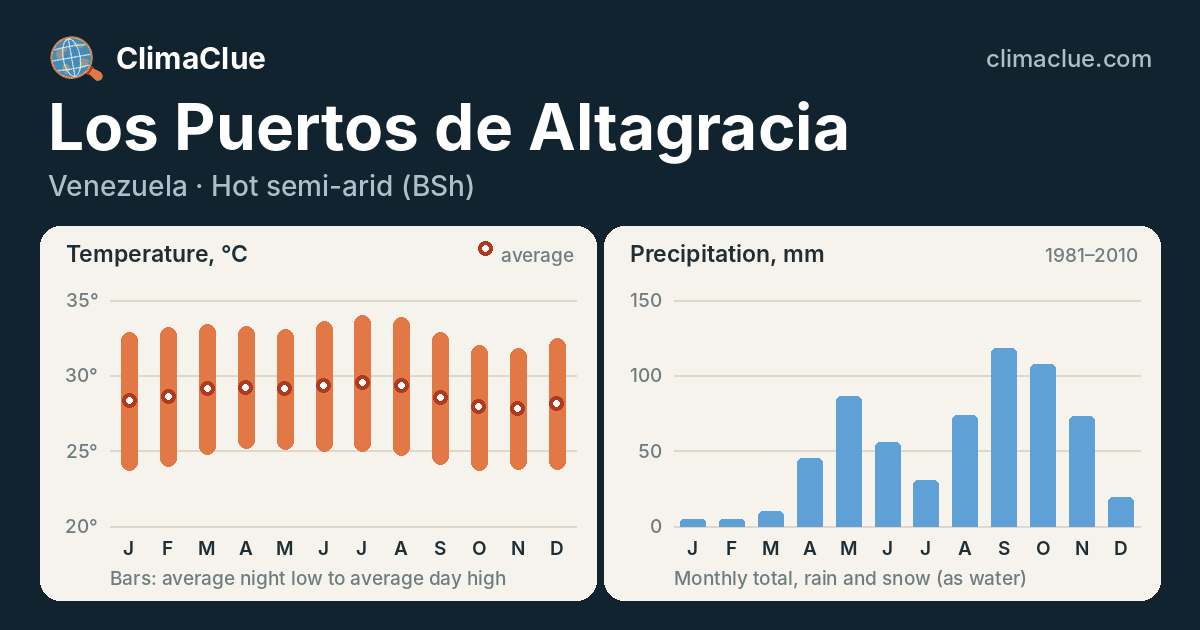 ClimaClue
climaclue.com
Los Puertos de Altagracia
Venezuela · Hot semi-arid (BSh)
Temperature, °C
average
35°
30°
25°
20°
J F M A M J J A S O N D
Bars: average night low to average day high
Precipitation, mm
1981–2010
150
100
50
0
J F M A M J J A S O N D
Monthly total, rain and snow (as water)